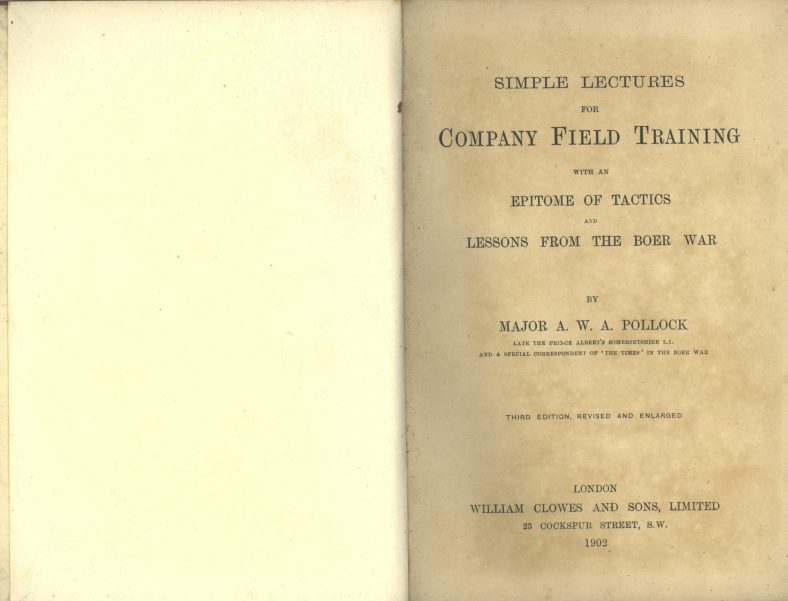 SIMPLE LECTURES
FOR
COMPANY FIELD TRAINING
WITH AN
EPITOME OF TACTICS
AND
LESSONS FROM THE BOER WAR
BY
MAJOR A. W. A. POLLOCK
LATE THE PRINCE ALBERT'S SOMERSETSHIRE L.I.
AND A SPECIAL CORRESPONDENT OF 'THE TIMES' IN THE BOER WAR
THIRD EDITION, REVISED AND ENLARGED
LONDON
WILLIAM CLOWES AND SONS, LIMITED
23 COCKSPUR STREET, S.W.
1902